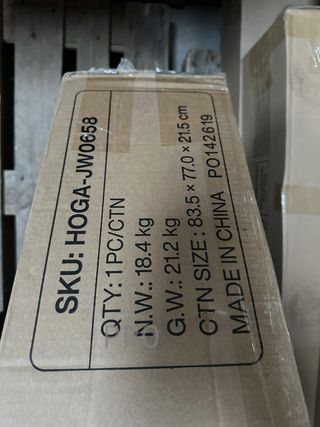 SKU: HOGA-JW0658
QTY: 1 PC/CTN
N.W.: 18.4 kg
G.W.: 21.2 kg
CTN SIZE : 83.5 × 77.0 × 21.5 cm
MADE IN CHINA PO142619